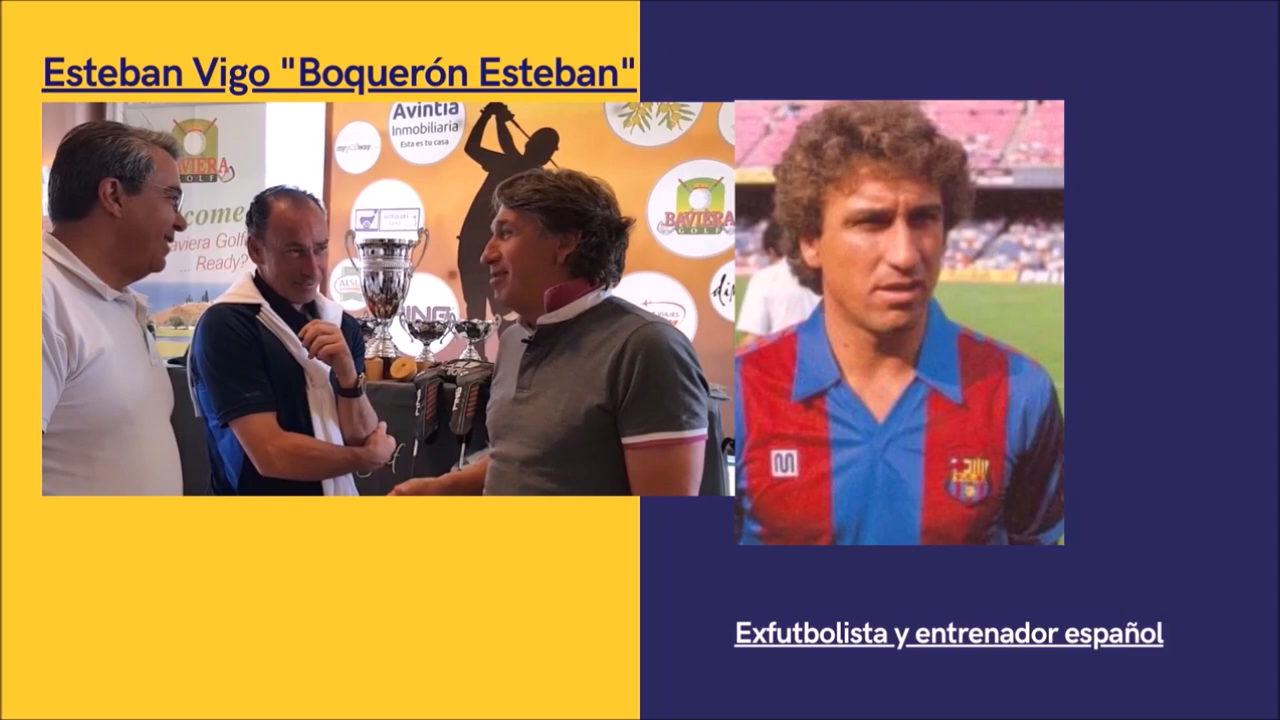 Esteban Vigo "Boquerón Esteban"
Avintia
Inmobiliaria
Esta es tu casa
BAVIERA
GOLF
come
aviera Golf
... Ready?
BAVIERA
GOLF
Exfutbolista y entrenador español